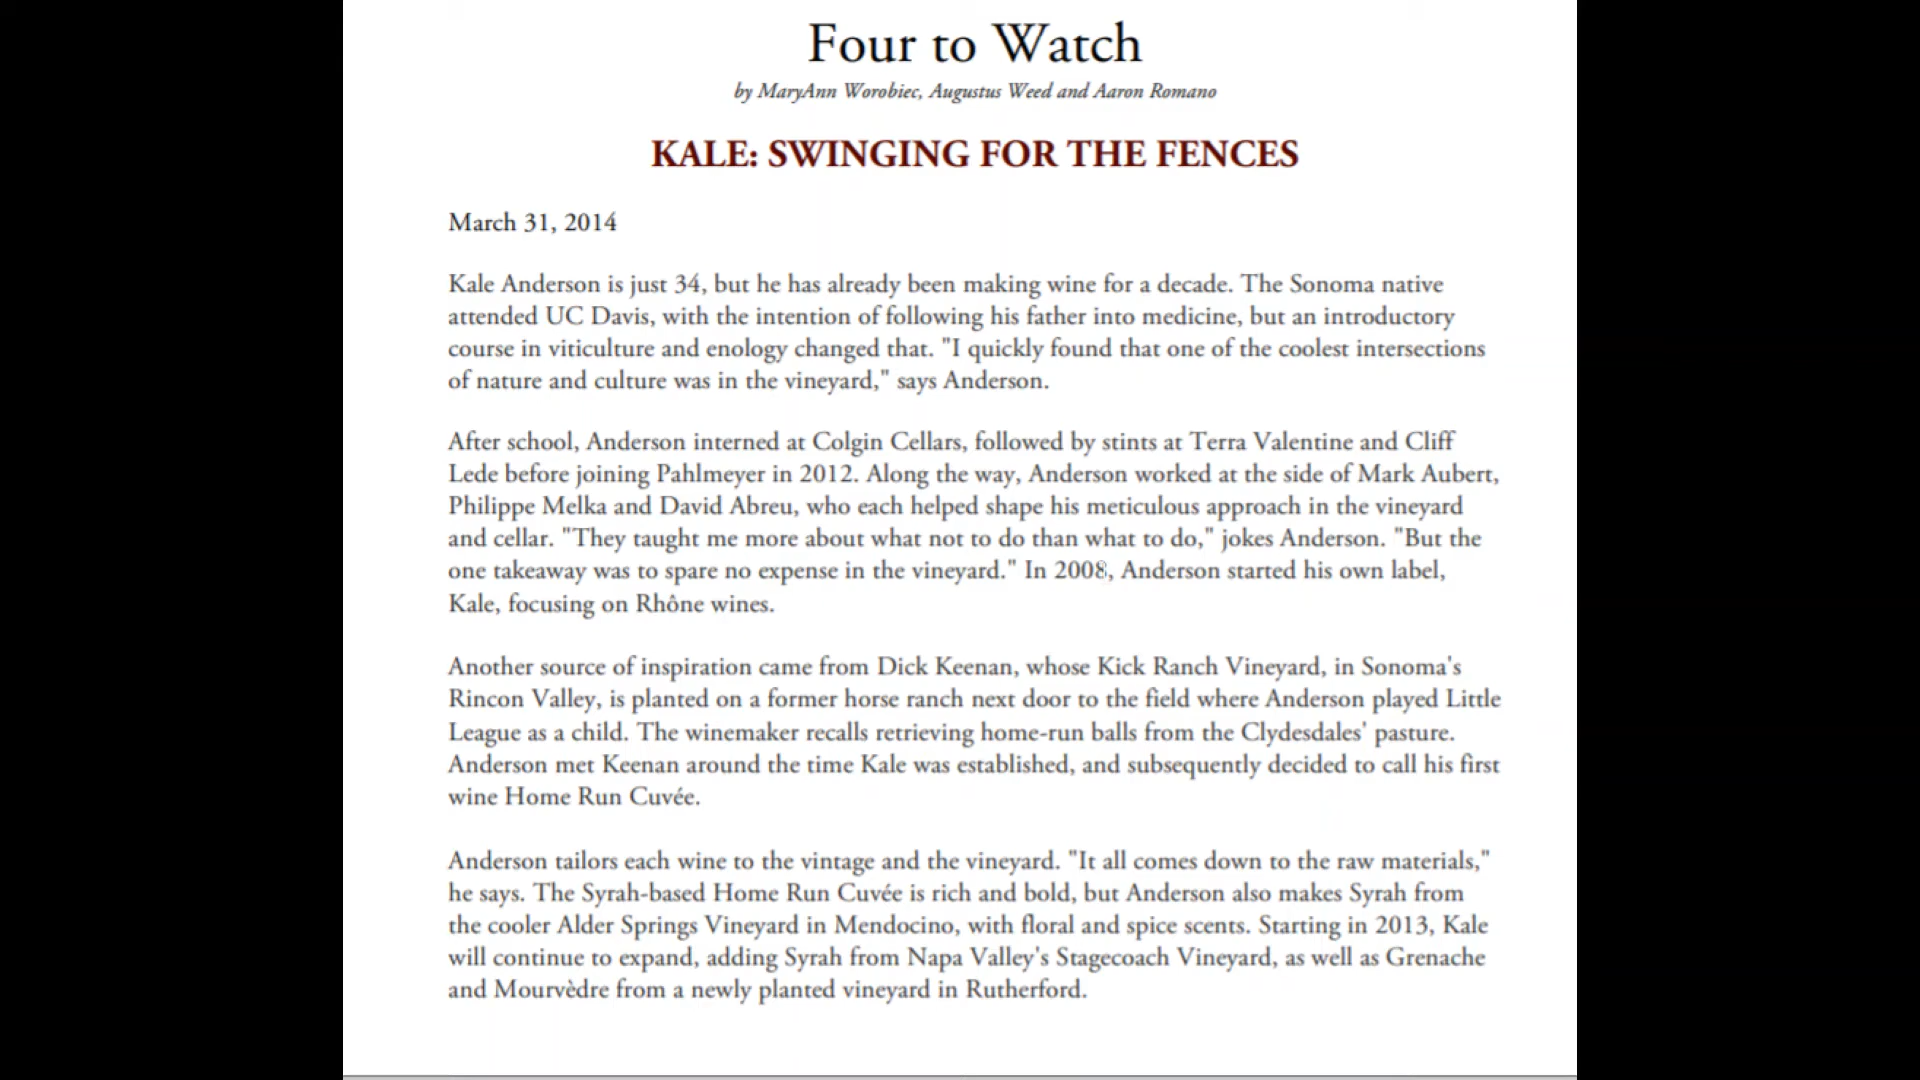 Four to Watch
by MaryAnn Worobiec, Augustus Weed and Aaron Romano
KALE: SWINGING FOR THE FENCES
March 31, 2014
Kale Anderson is just 34, but he has already been making wine for a decade. The Sonoma native
attended UC Davis, with the intention of following his father into medicine, but an introductory
course in viticulture and enology changed that. "I quickly found that one of the coolest intersections
of nature and culture was in the vineyard," says Anderson.
After school, Anderson interned at Colgin Cellars, followed by stints at Terra Valentine and Cliff
Lede before joining Pahlmeyer in 2012. Along the way, Anderson worked at the side of Mark Aubert,
Philippe Melka and David Abreu, who each helped shape his meticulous approach in the vineyard
and cellar. "They taught me more about what not to do than what to do," jokes Anderson. "But the
one takeaway was to spare no expense in the vineyard." In 2008, Anderson started his own label,
Kale, focusing on Rhône wines.
Another source of inspiration came from Dick Keenan, whose Kick Ranch Vineyard, in Sonoma's
Rincon Valley, is planted on a former horse ranch next door to the field where Anderson played Little
League as a child. The winemaker recalls retrieving home-run balls from the Clydesdales' pasture.
Anderson met Keenan around the time Kale was established, and subsequently decided to call his first
wine Home Run Cuvée.
Anderson tailors each wine to the vintage and the vineyard. "It all comes down to the raw materials,"
he says. The Syrah-based Home Run Cuvée is rich and bold, but Anderson also makes Syrah from
the cooler Alder Springs Vineyard in Mendocino, with floral and spice scents. Starting in 2013, Kale
will continue to expand, adding Syrah from Napa Valley's Stagecoach Vineyard, as well as Grenache
and Mourvèdre from a newly planted vineyard in Rutherford.